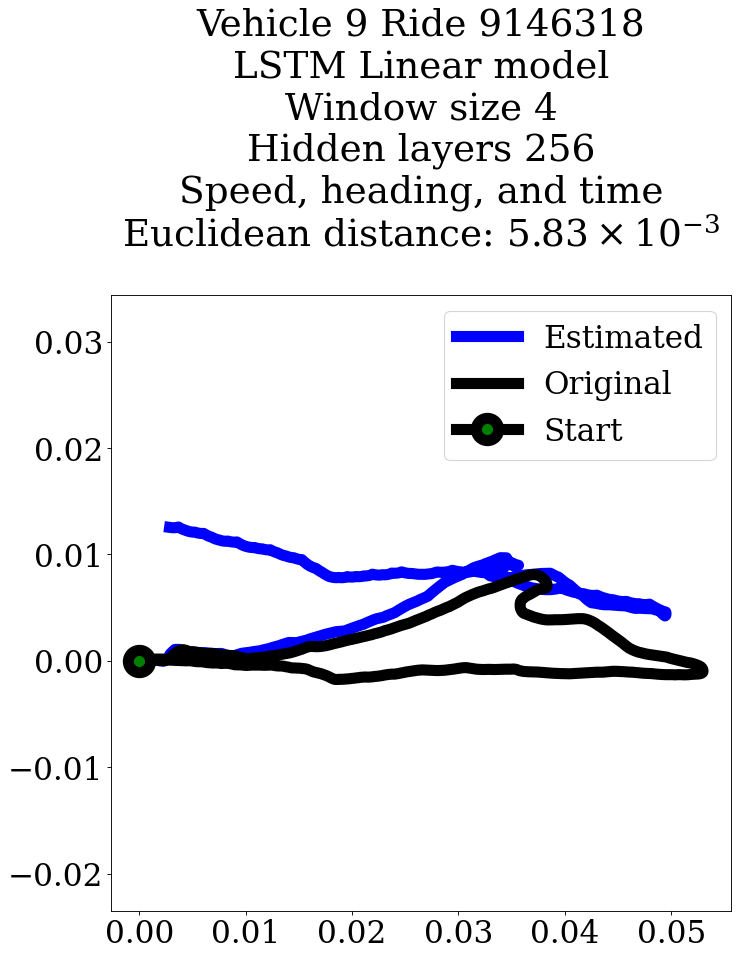 Vehicle 9 Ride 9146318
LSTM Linear model
Window size 4
Hidden layers 256
Speed, heading, and time
Euclidean distance: 5.83 × 10⁻³
Estimated
Original
Start
0.03
0.02
0.01
0.00
−0.01
−0.02
0.00 0.01 0.02 0.03 0.04 0.05